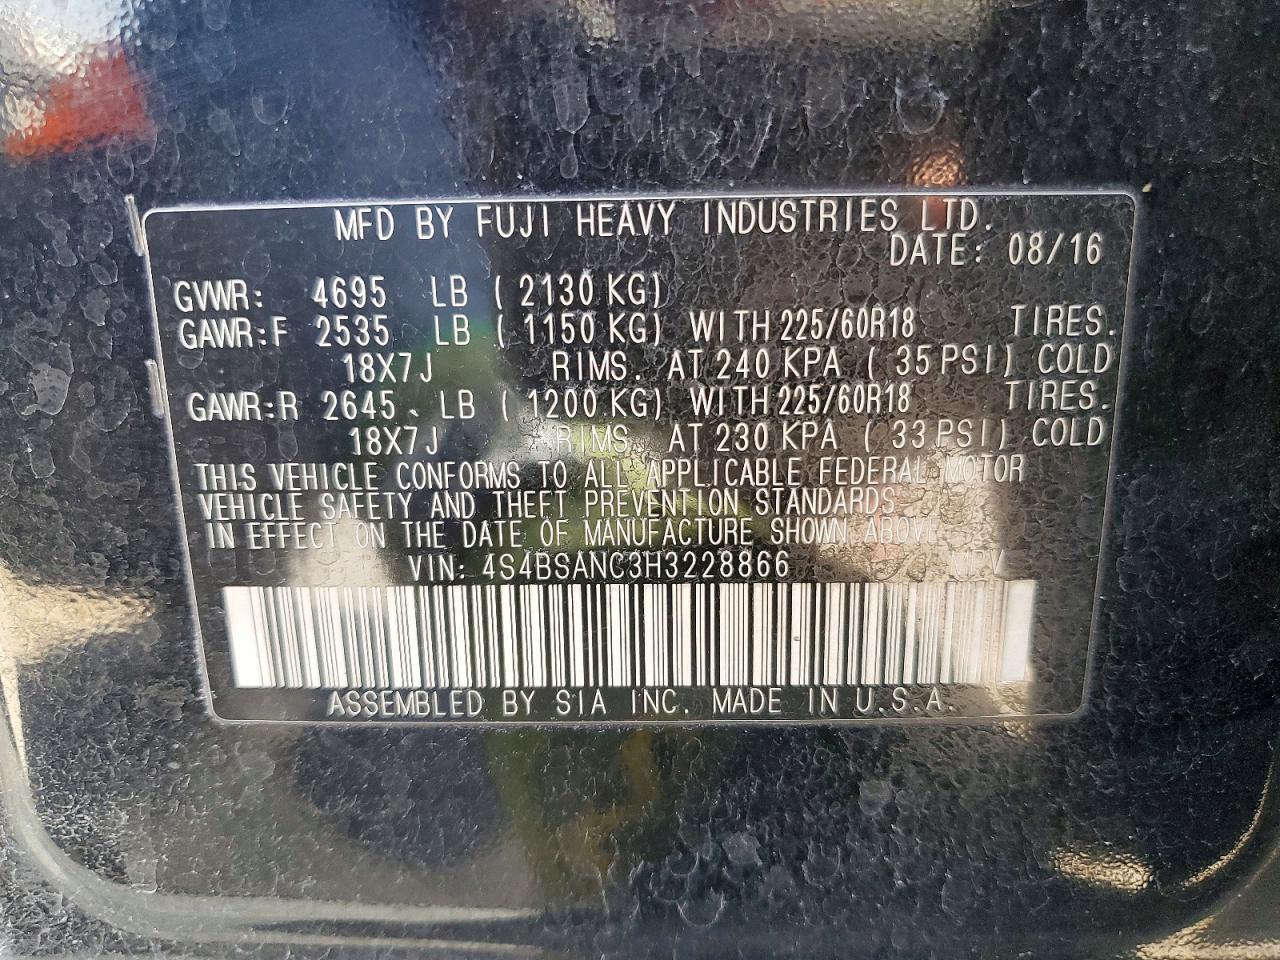 MFD BY FUJI HEAVY INDUSTRIES LTD.
DATE: 08/16
GVWR: 4695 LB ( 2130 KG)
GAWR:F 2535 LB ( 1150 KG) WITH 225/60R18 TIRES.
18X7J RIMS. AT 240 KPA ( 35 PSI) COLD
GAWR:R 2645 LB ( 1200 KG) WITH 225/60R18 TIRES.
18X7J RIMS. AT 230 KPA ( 33 PSI) COLD
THIS VEHICLE CONFORMS TO ALL APPLICABLE FEDERAL MOTOR
VEHICLE SAFETY AND THEFT PREVENTION STANDARDS
IN EFFECT ON THE DATE OF MANUFACTURE SHOWN ABOVE
VIN: 4S4BSANC3H3228866 MPV
ASSEMBLED BY SIA INC. MADE IN U.S.A.